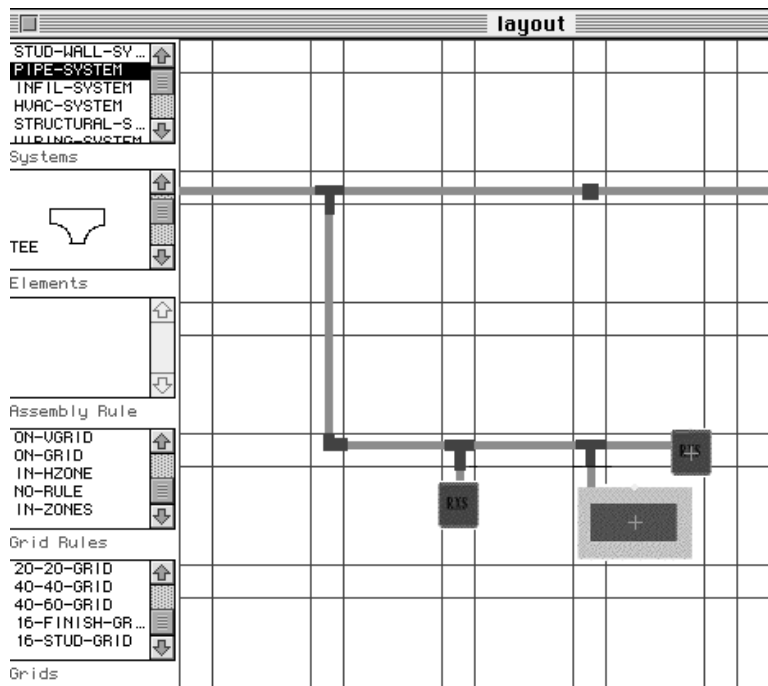 layout
STUD-WALL-SY...
PIPE-SYSTEM
INFIL-SYSTEM
HVAC-SYSTEM
STRUCTURAL-S...
WIRING-SYSTEM
Systems
TEE
Elements
Assembly Rule
ON-VGRID
ON-GRID
IN-HZONE
NO-RULE
IN-ZONES
Grid Rules
20-20-GRID
40-40-GRID
40-60-GRID
16-FINISH-GR...
16-STUD-GRID
Grids
RXS